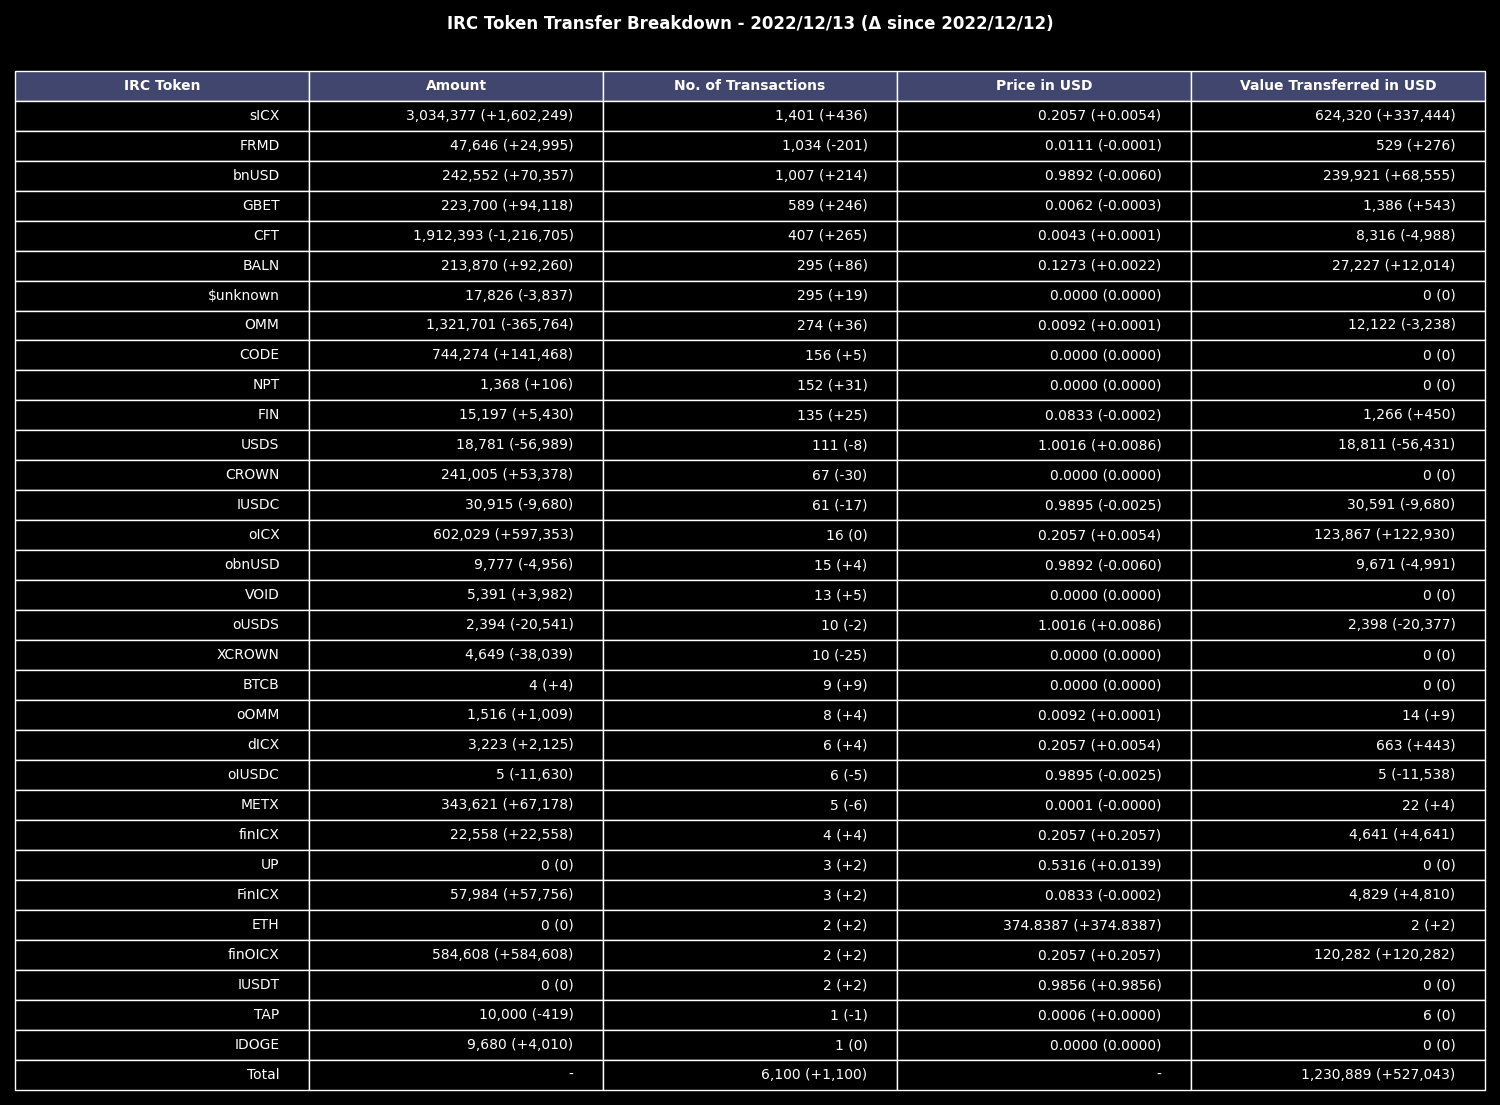 IRC Token Transfer Breakdown - 2022/12/13 (Δ since 2022/12/12)
IRC Token Amount No. of Transactions Price in USD Value Transferred in USD
sICX 3,034,377 (+1,602,249) 1,401 (+436) 0.2057 (+0.0054) 624,320 (+337,444)
FRMD 47,646 (+24,995) 1,034 (-201) 0.0111 (-0.0001) 529 (+276)
bnUSD 242,552 (+70,357) 1,007 (+214) 0.9892 (-0.0060) 239,921 (+68,555)
GBET 223,700 (+94,118) 589 (+246) 0.0062 (-0.0003) 1,386 (+543)
CFT 1,912,393 (-1,216,705) 407 (+265) 0.0043 (+0.0001) 8,316 (-4,988)
BALN 213,870 (+92,260) 295 (+86) 0.1273 (+0.0022) 27,227 (+12,014)
$unknown 17,826 (-3,837) 295 (+19) 0.0000 (0.0000) 0 (0)
OMM 1,321,701 (-365,764) 274 (+36) 0.0092 (+0.0001) 12,122 (-3,238)
CODE 744,274 (+141,468) 156 (+5) 0.0000 (0.0000) 0 (0)
NPT 1,368 (+106) 152 (+31) 0.0000 (0.0000) 0 (0)
FIN 15,197 (+5,430) 135 (+25) 0.0833 (-0.0002) 1,266 (+450)
USDS 18,781 (-56,989) 111 (-8) 1.0016 (+0.0086) 18,811 (-56,431)
CROWN 241,005 (+53,378) 67 (-30) 0.0000 (0.0000) 0 (0)
IUSDC 30,915 (-9,680) 61 (-17) 0.9895 (-0.0025) 30,591 (-9,680)
oICX 602,029 (+597,353) 16 (0) 0.2057 (+0.0054) 123,867 (+122,930)
obnUSD 9,777 (-4,956) 15 (+4) 0.9892 (-0.0060) 9,671 (-4,991)
VOID 5,391 (+3,982) 13 (+5) 0.0000 (0.0000) 0 (0)
oUSDS 2,394 (-20,541) 10 (-2) 1.0016 (+0.0086) 2,398 (-20,377)
XCROWN 4,649 (-38,039) 10 (-25) 0.0000 (0.0000) 0 (0)
BTCB 4 (+4) 9 (+9) 0.0000 (0.0000) 0 (0)
oOMM 1,516 (+1,009) 8 (+4) 0.0092 (+0.0001) 14 (+9)
dICX 3,223 (+2,125) 6 (+4) 0.2057 (+0.0054) 663 (+443)
oIUSDC 5 (-11,630) 6 (-5) 0.9895 (-0.0025) 5 (-11,538)
METX 343,621 (+67,178) 5 (-6) 0.0001 (-0.0000) 22 (+4)
finICX 22,558 (+22,558) 4 (+4) 0.2057 (+0.2057) 4,641 (+4,641)
UP 0 (0) 3 (+2) 0.5316 (+0.0139) 0 (0)
FinICX 57,984 (+57,756) 3 (+2) 0.0833 (-0.0002) 4,829 (+4,810)
ETH 0 (0) 2 (+2) 374.8387 (+374.8387) 2 (+2)
finOICX 584,608 (+584,608) 2 (+2) 0.2057 (+0.2057) 120,282 (+120,282)
IUSDT 0 (0) 2 (+2) 0.9856 (+0.9856) 0 (0)
TAP 10,000 (-419) 1 (-1) 0.0006 (+0.0000) 6 (0)
IDOGE 9,680 (+4,010) 1 (0) 0.0000 (0.0000) 0 (0)
Total - 6,100 (+1,100) - 1,230,889 (+527,043)